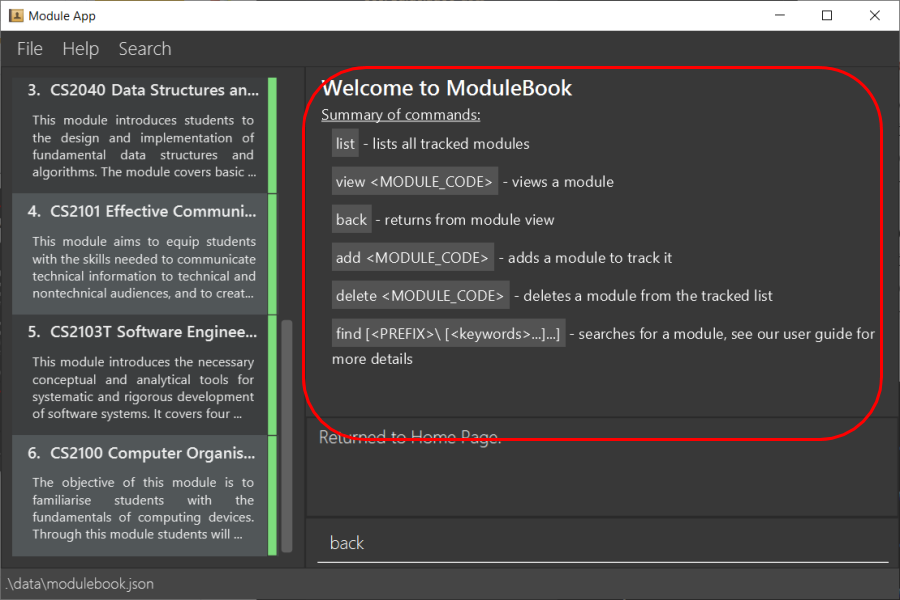 Module App
File Help Search
3. CS2040 Data Structures an...
This module introduces students to
the design and implementation of
fundamental data structures and
algorithms. The module covers basic ...
4. CS2101 Effective Communi...
This module aims to equip students
with the skills needed to communicate
technical information to technical and
nontechnical audiences, and to creat...
5. CS2103T Software Enginee...
This module introduces the necessary
conceptual and analytical tools for
systematic and rigorous development
of software systems. It covers four ...
6. CS2100 Computer Organis...
The objective of this module is to
familiarise students with the
fundamentals of computing devices.
Through this module students will ...
Welcome to ModuleBook
Summary of commands:
list - lists all tracked modules
view <MODULE_CODE> - views a module
back - returns from module view
add <MODULE_CODE> - adds a module to track it
delete <MODULE_CODE> - deletes a module from the tracked list
find [<PREFIX>\ [<keywords>...]...] - searches for a module, see our user guide for
more details
Returned to Home Page.
back
.\data\modulebook.json